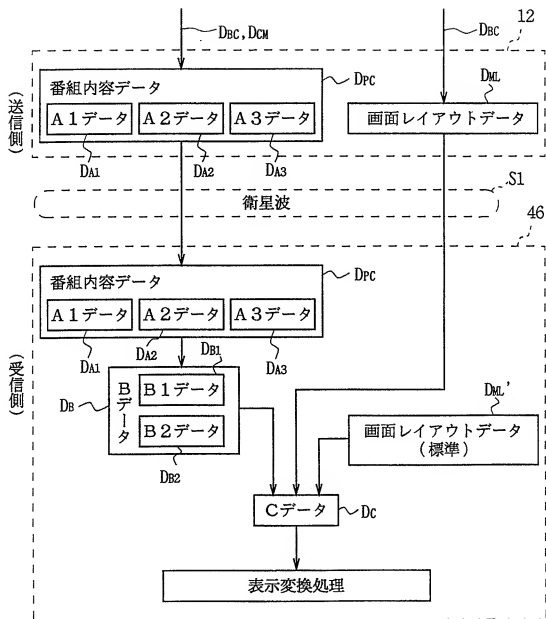 DBC, DCM
DBC
12
(送信側)
番組内容データ
DPC
A1データ
A2データ
A3データ
DA1
DA2
DA3
DML
画面レイアウトデータ
衛星波
S1
46
(受信側)
番組内容データ
DPC
A1データ
A2データ
A3データ
DA1
DA2
DA3
DB
Bデータ
B1データ
DB1
B2データ
DB2
DML'
画面レイアウトデータ
(標準)
Cデータ
DC
表示変換処理